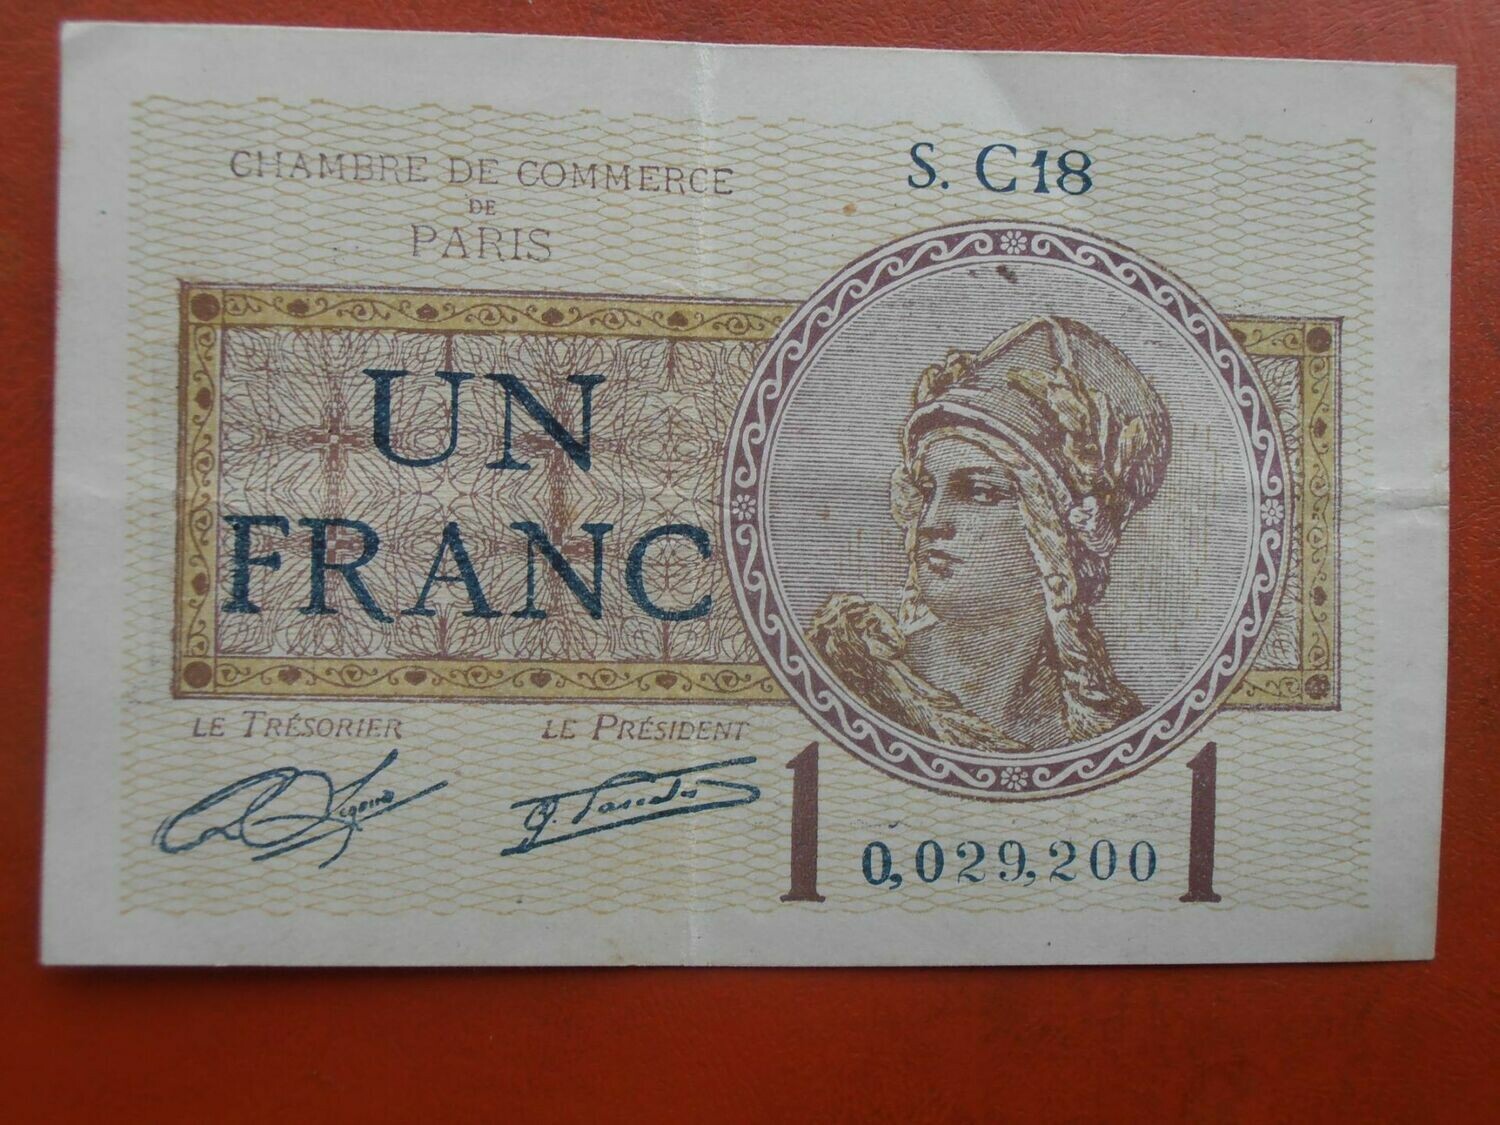 CHAMBRE DE COMMERCE
DE
PARIS
S. C18
UN
FRANC
LE TRÉSORIER
LE PRÉSIDENT
1 0,029,200 1